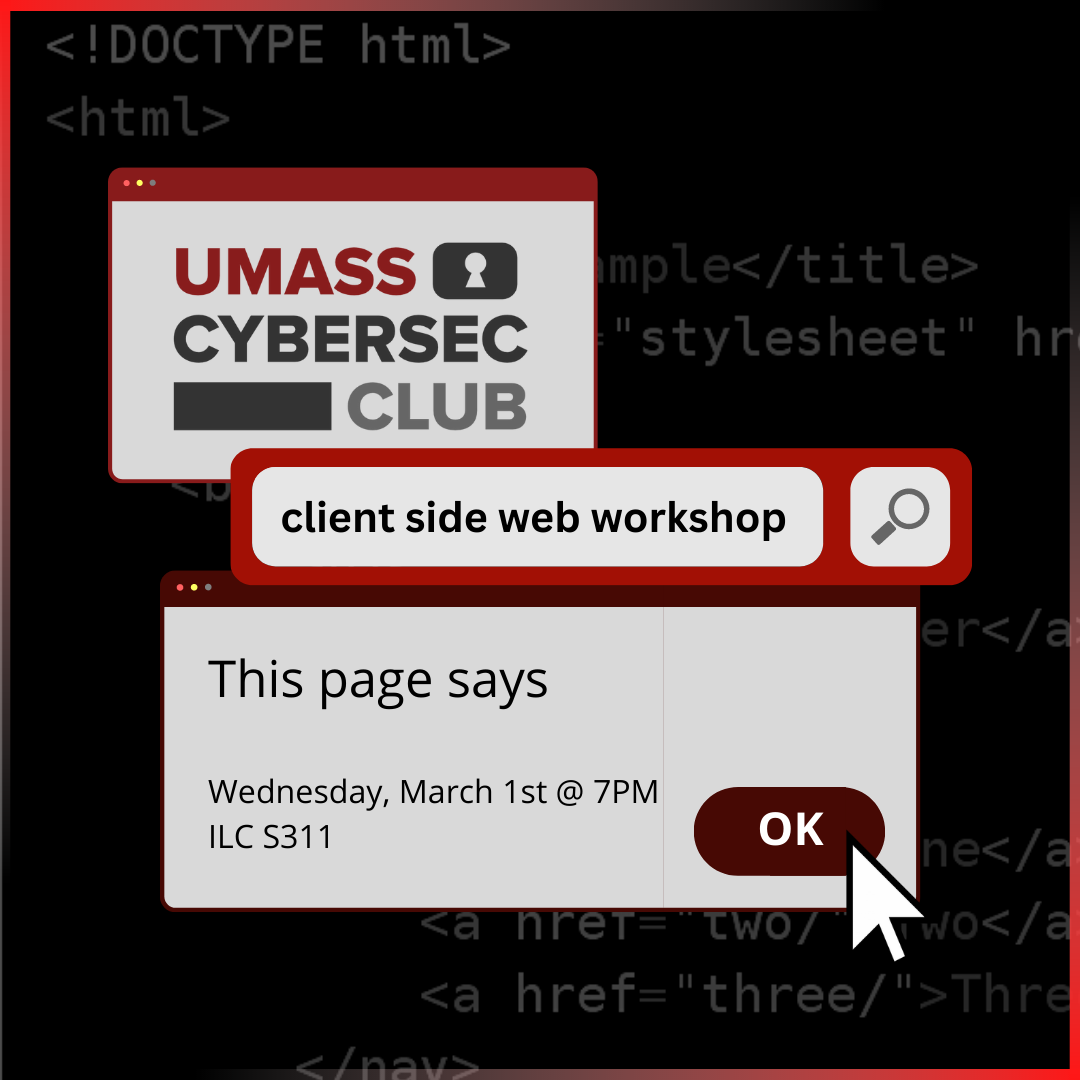 <!DOCTYPE html>
<html>
UMASS
CYBERSEC
CLUB
ample</title>
="stylesheet" hr
<b
client side web workshop
This page says
er</a
Wednesday, March 1st @ 7PM
ILC S311
OK
ne</a
<a href="two/" Two</a
<a href="three/">Thre
</nav>